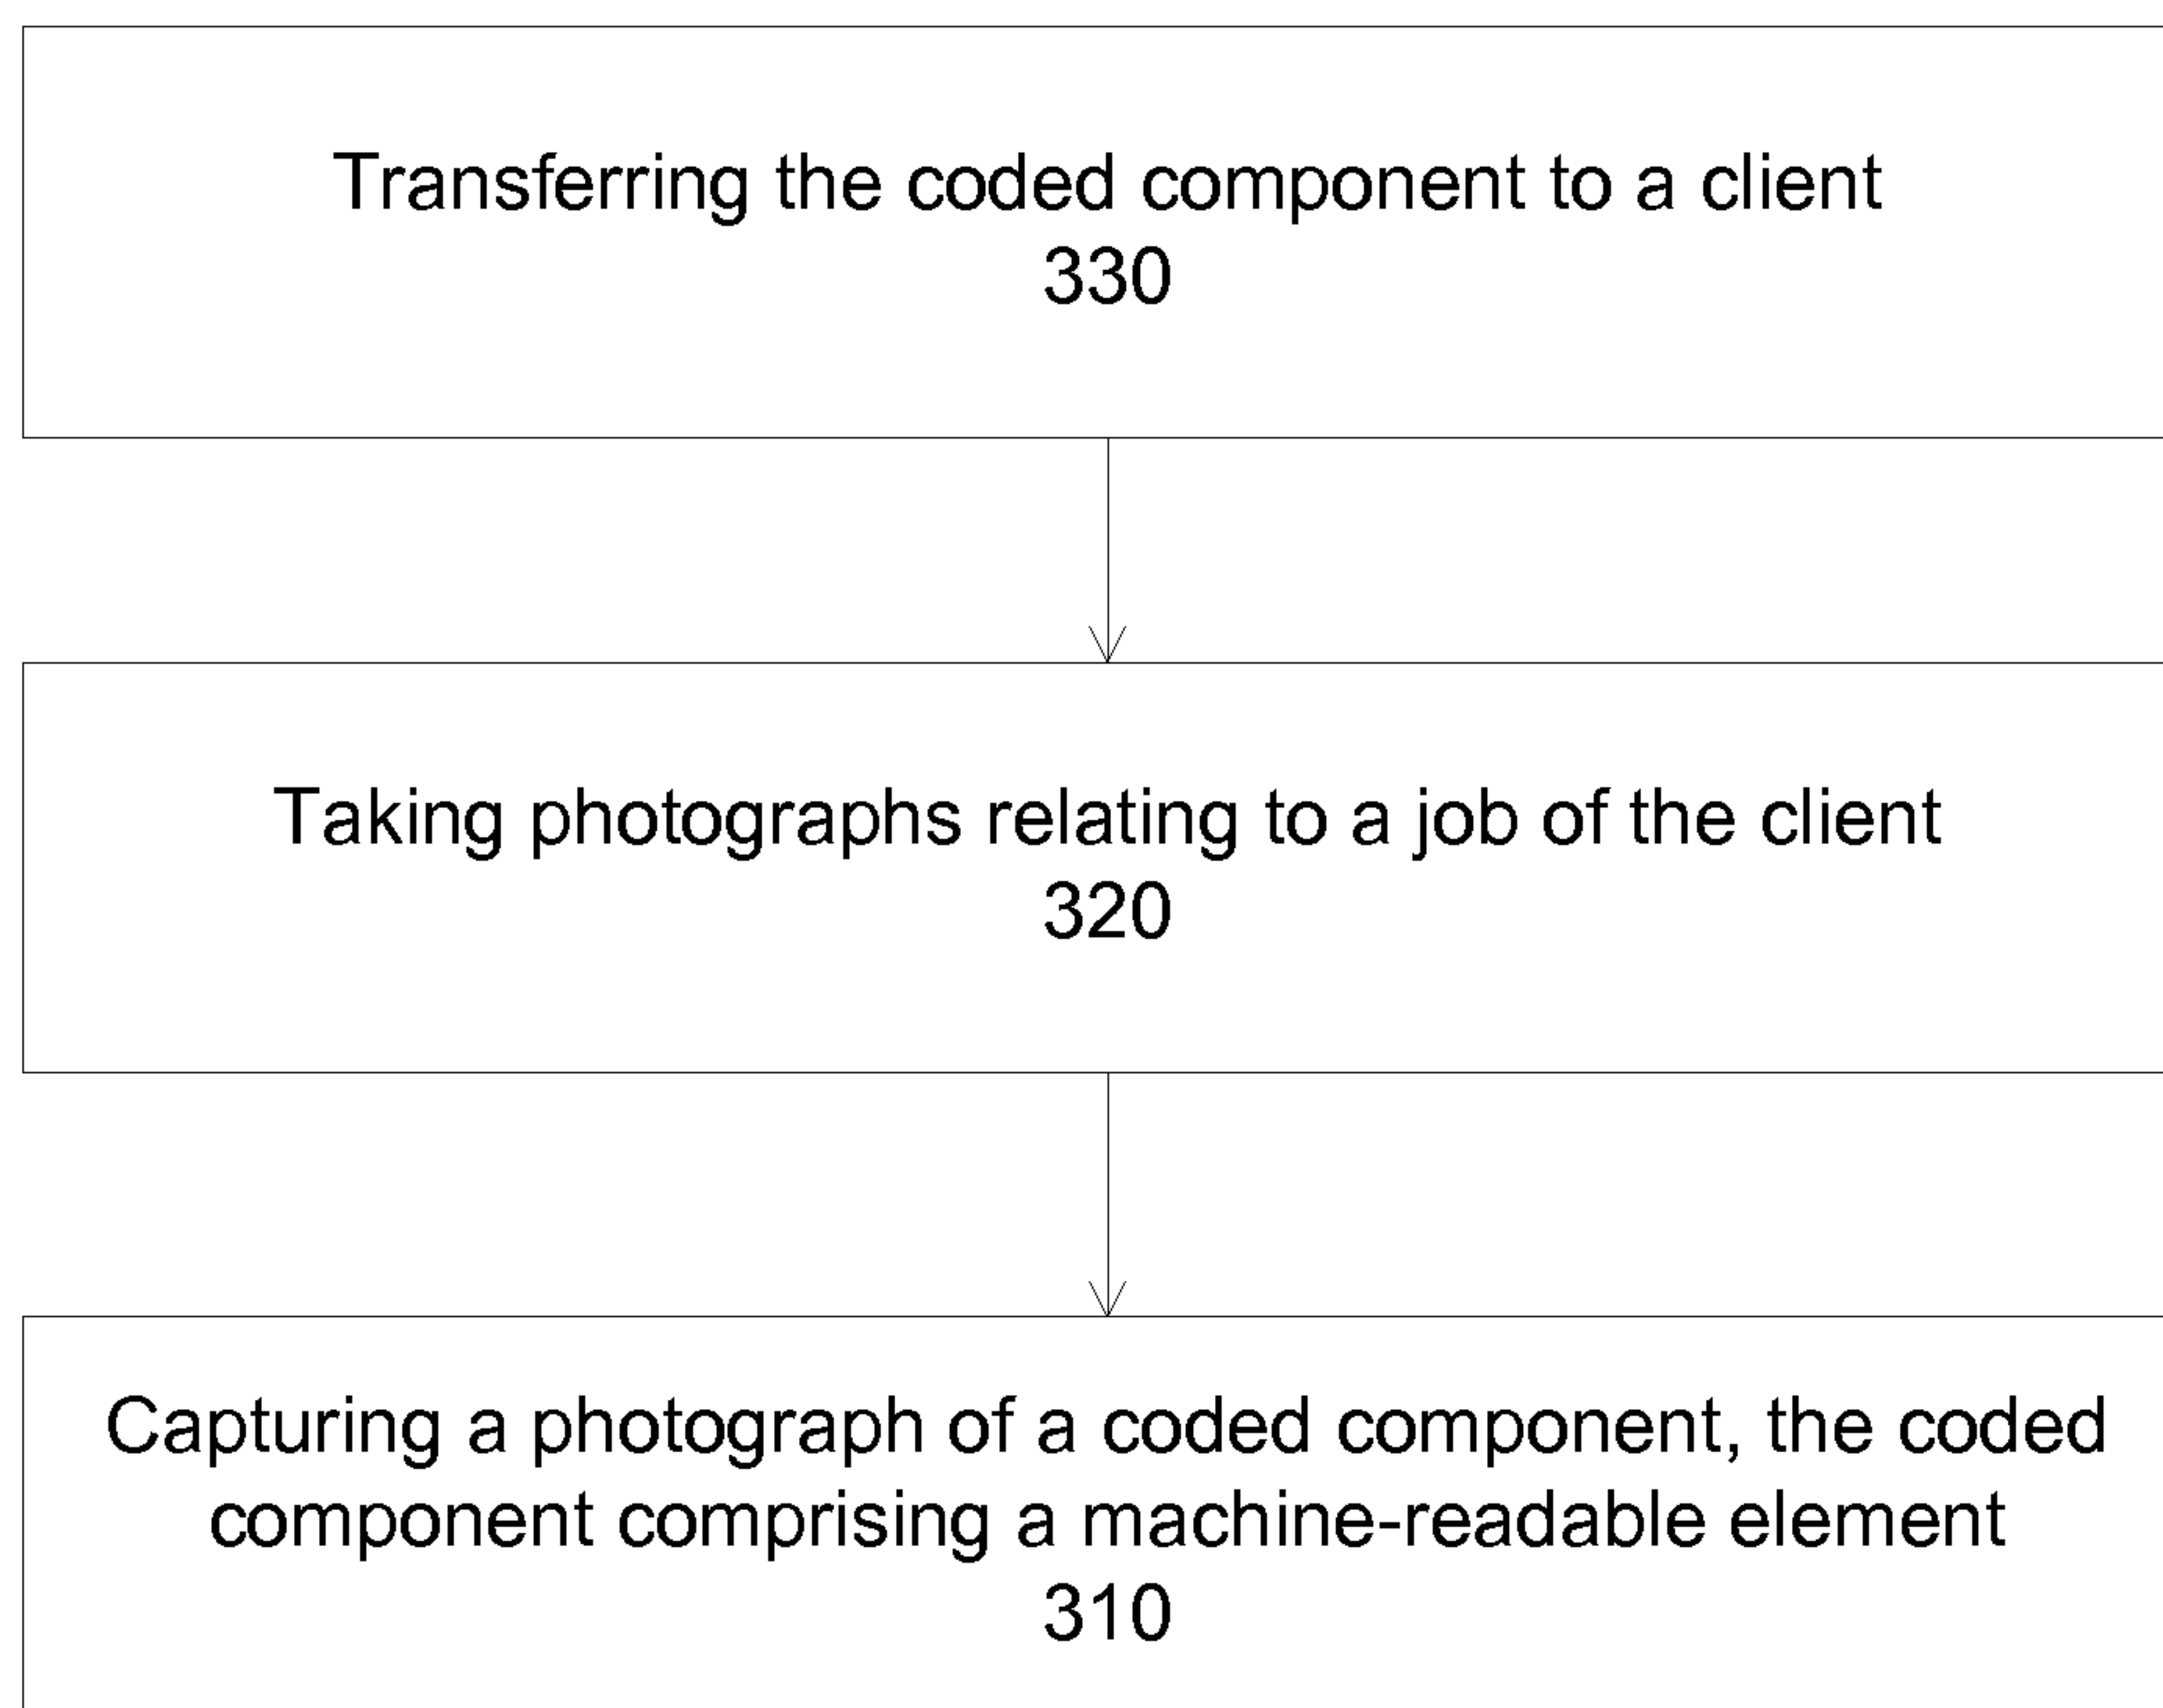 Transferring the coded component to a client
330
Taking photographs relating to a job of the client
320
Capturing a photograph of a coded component, the coded
component comprising a machine-readable element
310